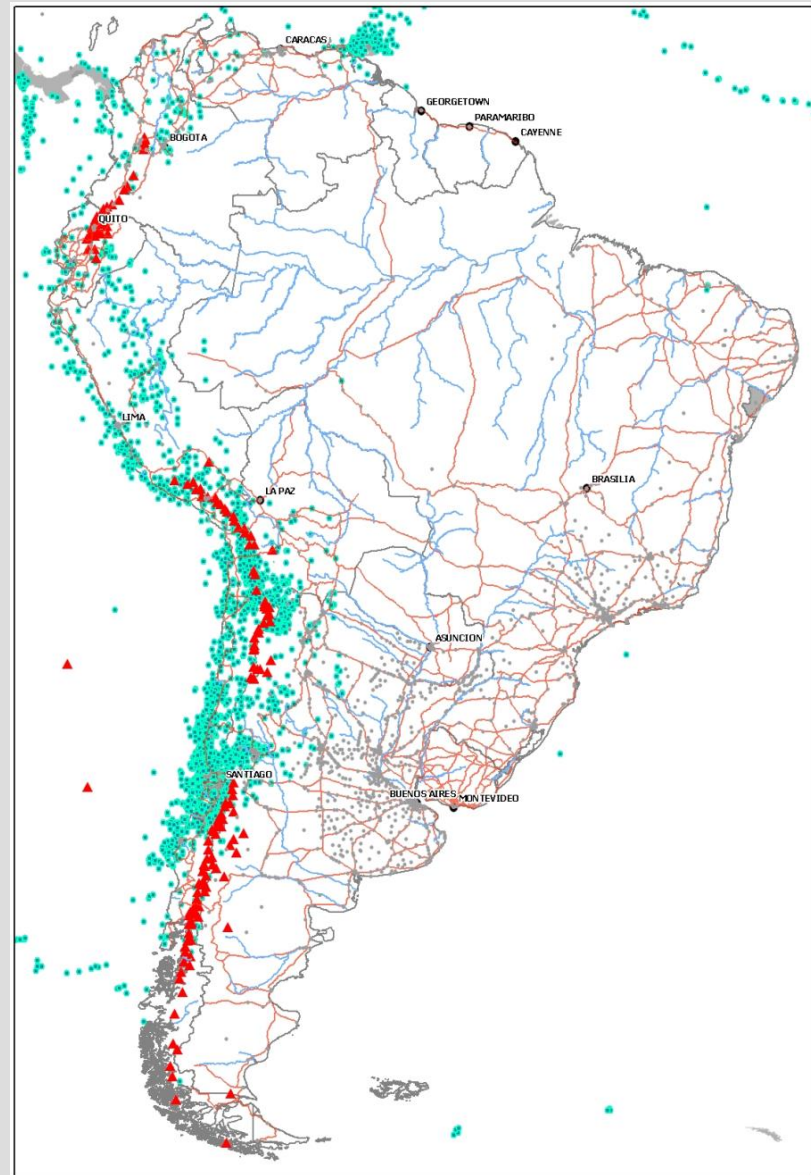 CARACAS
GEORGETOWN
PARAMARIBO
CAYENNE
BOGOTA
QUITO
LIMA
LA PAZ
BRASILIA
ASUNCION
SANTIAGO
BUENOS AIRES
MONTEVIDEO